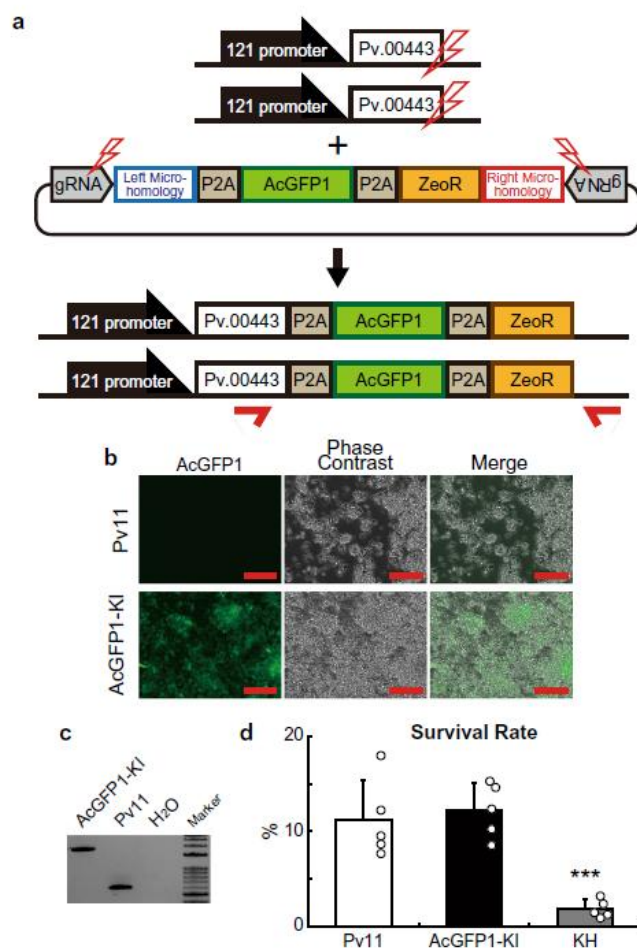 a
121 promoter Pv.00443
121 promoter Pv.00443
+
gRNA Left Micro-homology P2A AcGFP1 P2A ZeoR Right Micro-homology gRNA
121 promoter Pv.00443 P2A AcGFP1 P2A ZeoR
121 promoter Pv.00443 P2A AcGFP1 P2A ZeoR
b
AcGFP1 Phase Contrast Merge
Pv11
AcGFP1-KI
c
AcGFP1-KI Pv11 H2O Marker
d
Survival Rate
20
10
0
%
***
Pv11 AcGFP1-KI KH